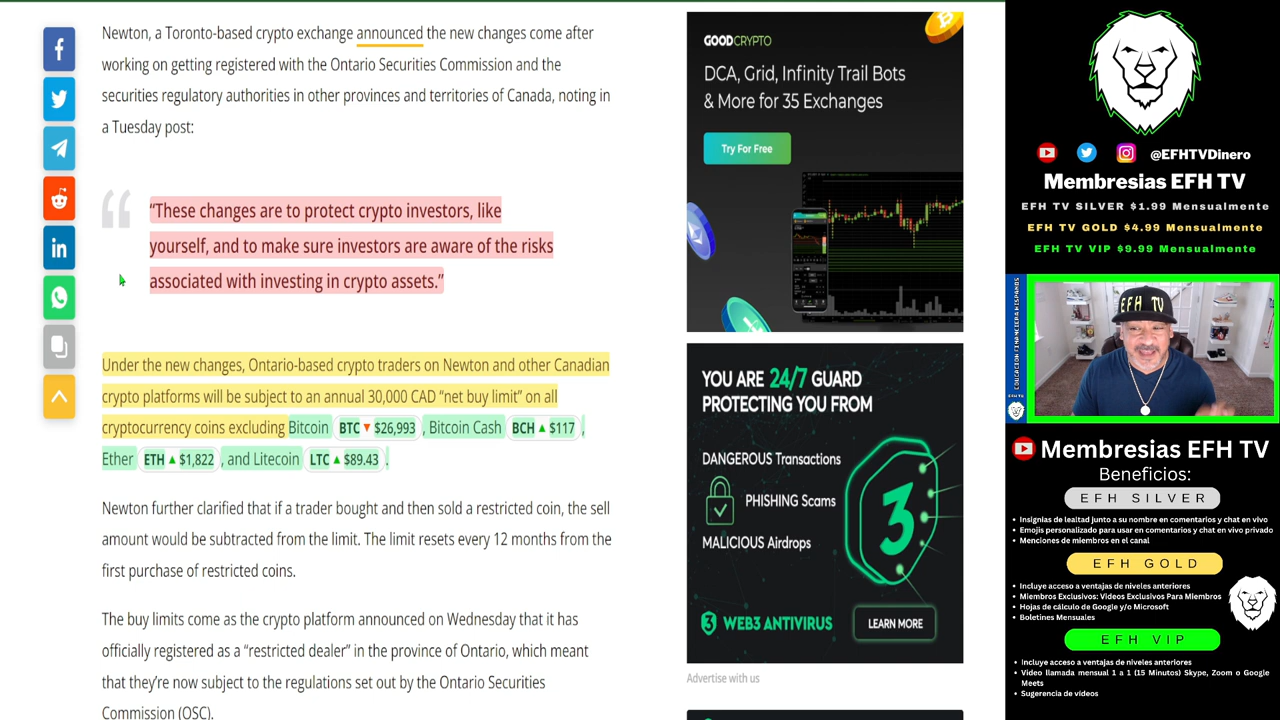 Newton, a Toronto-based crypto exchange announced the new changes come after
working on getting registered with the Ontario Securities Commission and the
securities regulatory authorities in other provinces and territories of Canada, noting in
a Tuesday post:
“These changes are to protect crypto investors, like
yourself, and to make sure investors are aware of the risks
associated with investing in crypto assets.”
Under the new changes, Ontario-based crypto traders on Newton and other Canadian
crypto platforms will be subject to an annual 30,000 CAD “net buy limit” on all
cryptocurrency coins excluding Bitcoin BTC ▼ $26,993 , Bitcoin Cash BCH ▲ $117 ,
Ether ETH ▲ $1,822 , and Litecoin LTC ▲ $89.43 .
Newton further clarified that if a trader bought and then sold a restricted coin, the sell
amount would be subtracted from the limit. The limit resets every 12 months from the
first purchase of restricted coins.
The buy limits come as the crypto platform announced on Wednesday that it has
officially registered as a “restricted dealer” in the province of Ontario, which meant
that they’re now subject to the regulations set out by the Ontario Securities
Commission (OSC).
GOODCRYPTO
DCA, Grid, Infinity Trail Bots
& More for 35 Exchanges
Try For Free
YOU ARE 24/7 GUARD
PROTECTING YOU FROM
DANGEROUS Transactions
PHISHING Scams
MALICIOUS Airdrops
3
3 WEB3 ANTIVIRUS
LEARN MORE
Advertise with us
@EFHTVDinero
Membresias EFH TV
EFH TV SILVER $1.99 Mensualmente
EFH TV GOLD $4.99 Mensualmente
EFH TV VIP $9.99 Mensualmente
EDUCACION FINANCIERA HISPANOS
EFH TV
EFH TV
Membresias EFH TV
Beneficios:
EFH SILVER
• Insignias de lealtad junto a su nombre en comentarios y chat en vivo
• Emojis personalizado para usar en comentarios y chat en vivo privado
• Menciones de miembros en el canal
EFH GOLD
• Incluye acceso a ventajas de niveles anteriores
• Miembros Exclusivos: Videos Exclusivos Para Miembros
• Hojas de cálculo de Google y/o Microsoft
• Boletines Mensuales
EFH VIP
• Incluye acceso a ventajas de niveles anteriores
• Video llamada mensual 1 a 1 (15 Minutos) Skype, Zoom o Google
Meets
• Sugerencia de vídeos